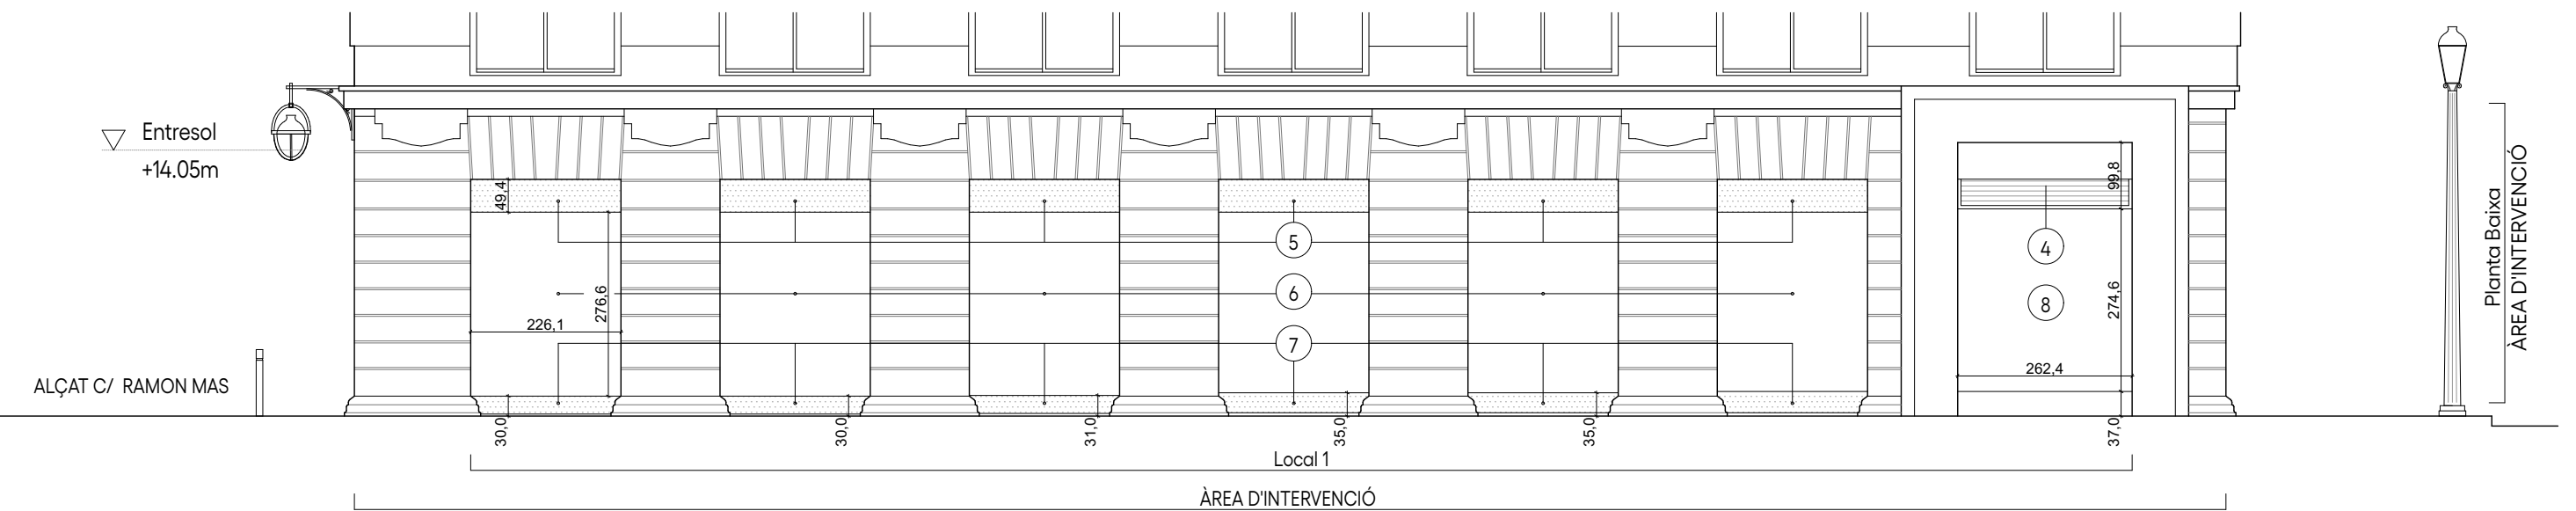 Entresol
+14.05m
ALÇAT C/ RAMON MAS
49,4
276,6
226,1
5
6
7
4
8
99,8
274,6
262,4
30,0
30,0
31,0
35,0
35,0
37,0
Local 1
ÀREA D'INTERVENCIÓ
Planta Baixa
ÀREA D'INTERVENCIÓ